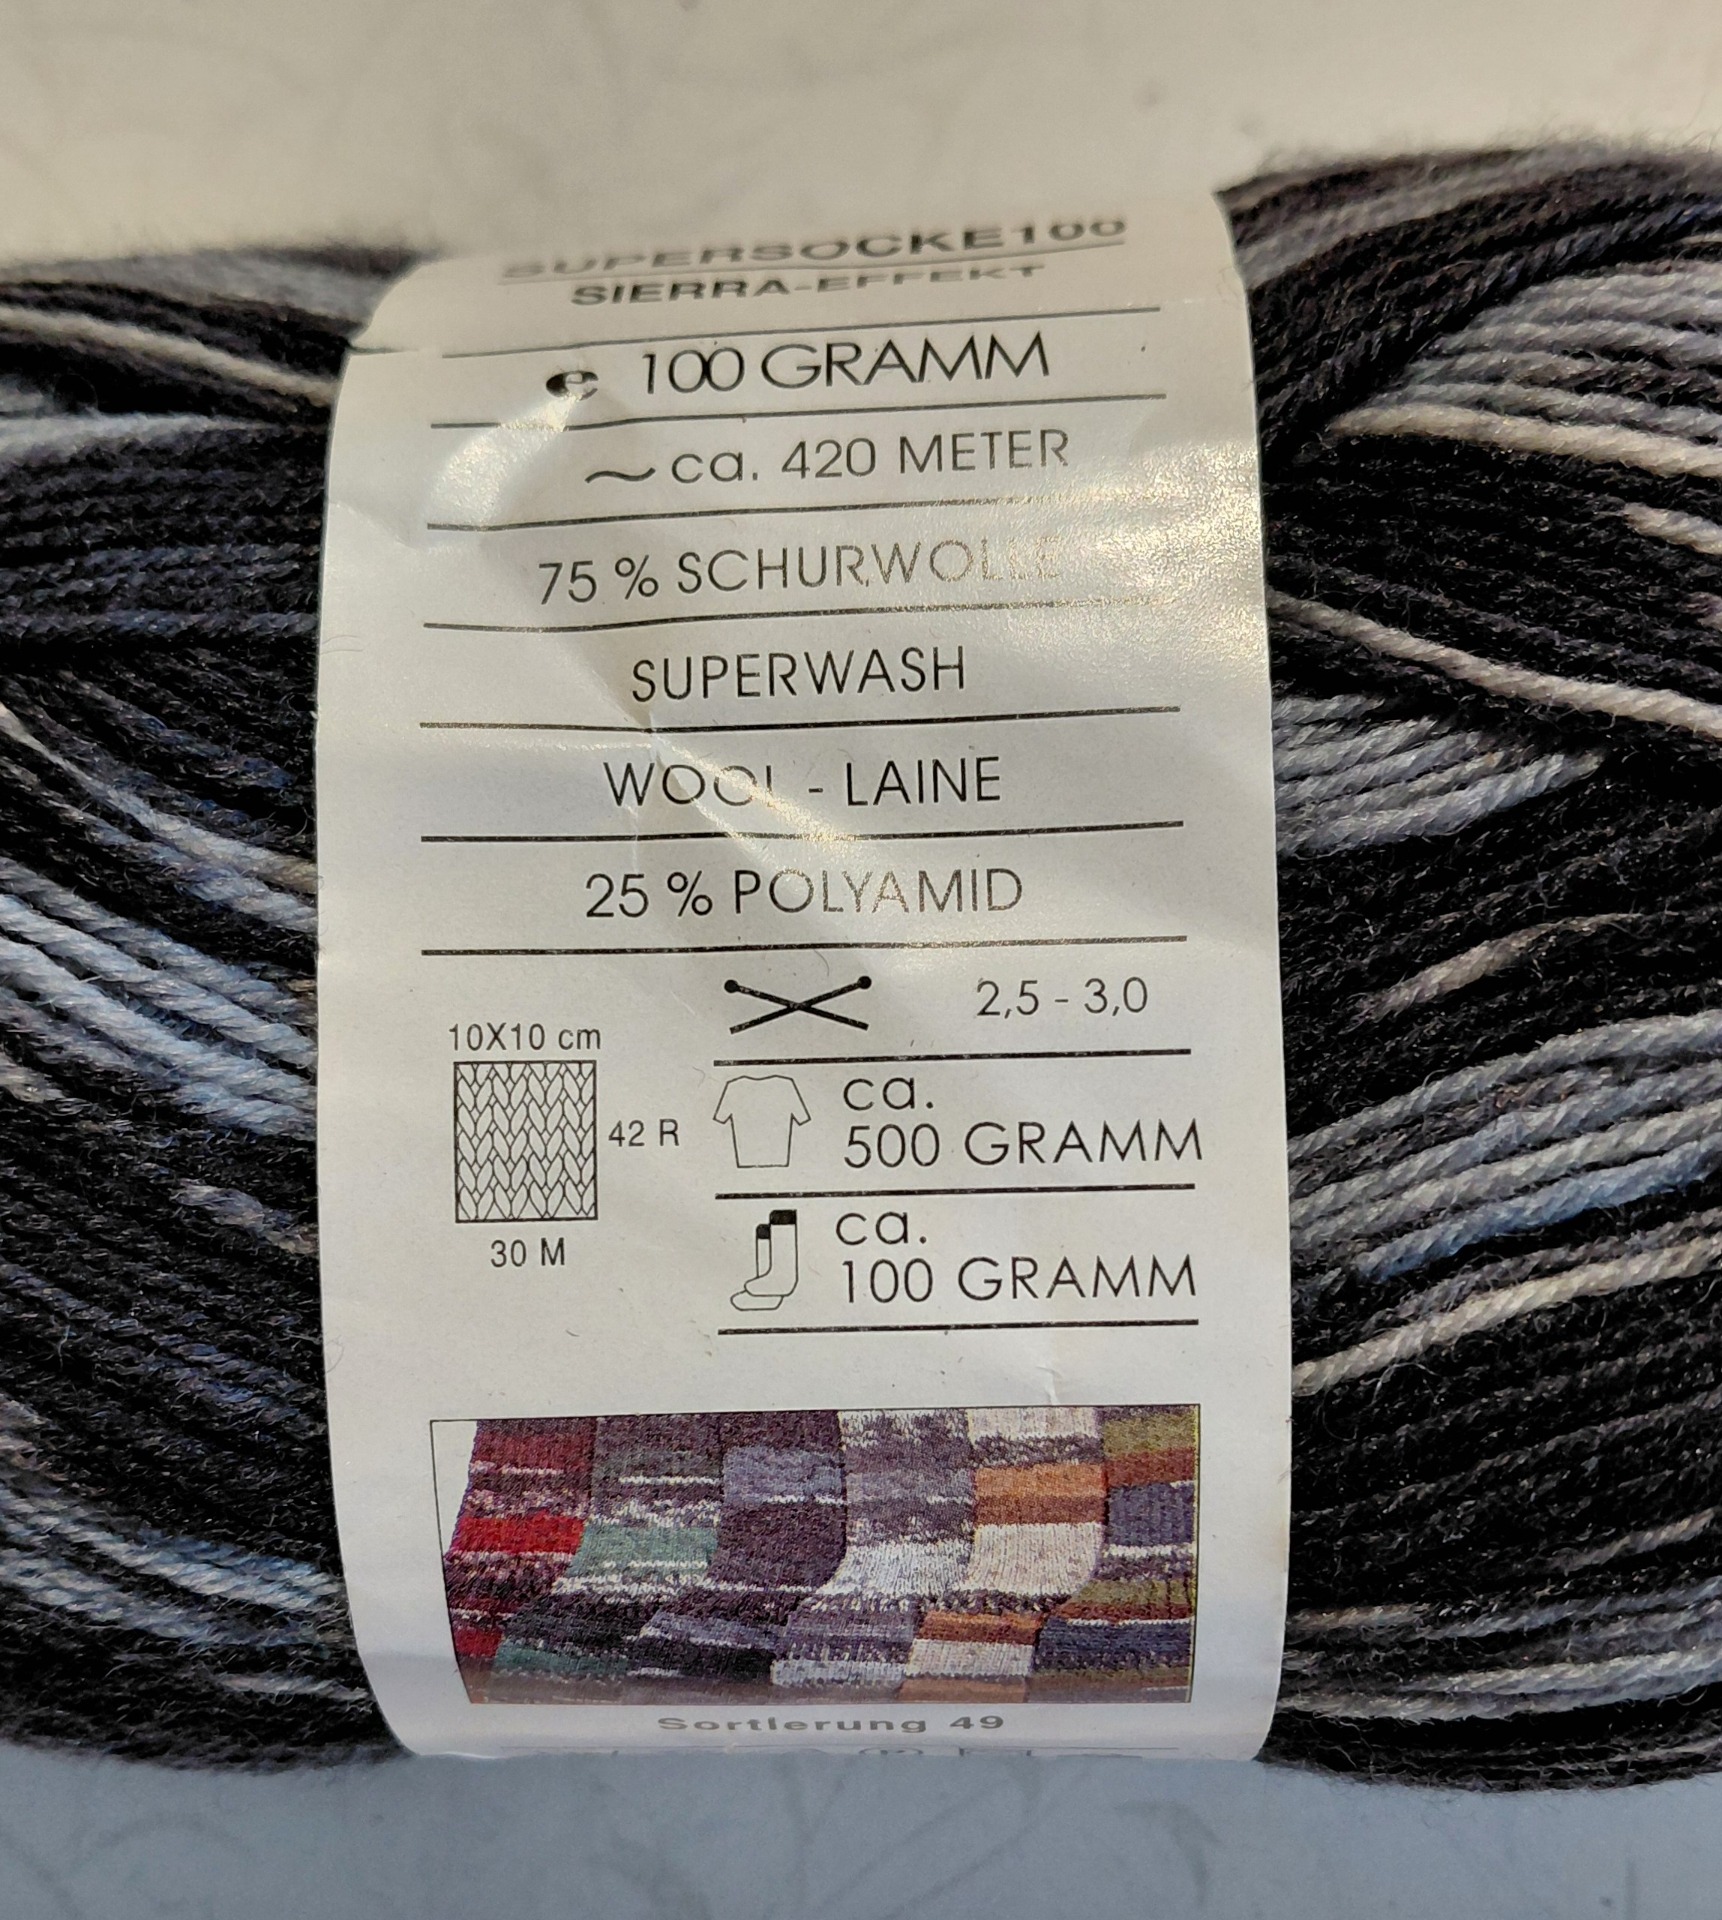 SUPERSOCKE100
SIERRA-EFFEKT
e 100 GRAMM
~ca. 420 METER
75 % SCHURWOLLE
SUPERWASH
WOOL - LAINE
25 % POLYAMID
2,5 - 3,0
10X10 cm
42 R
30 M
ca.
500 GRAMM
ca.
100 GRAMM
Sortierung 49